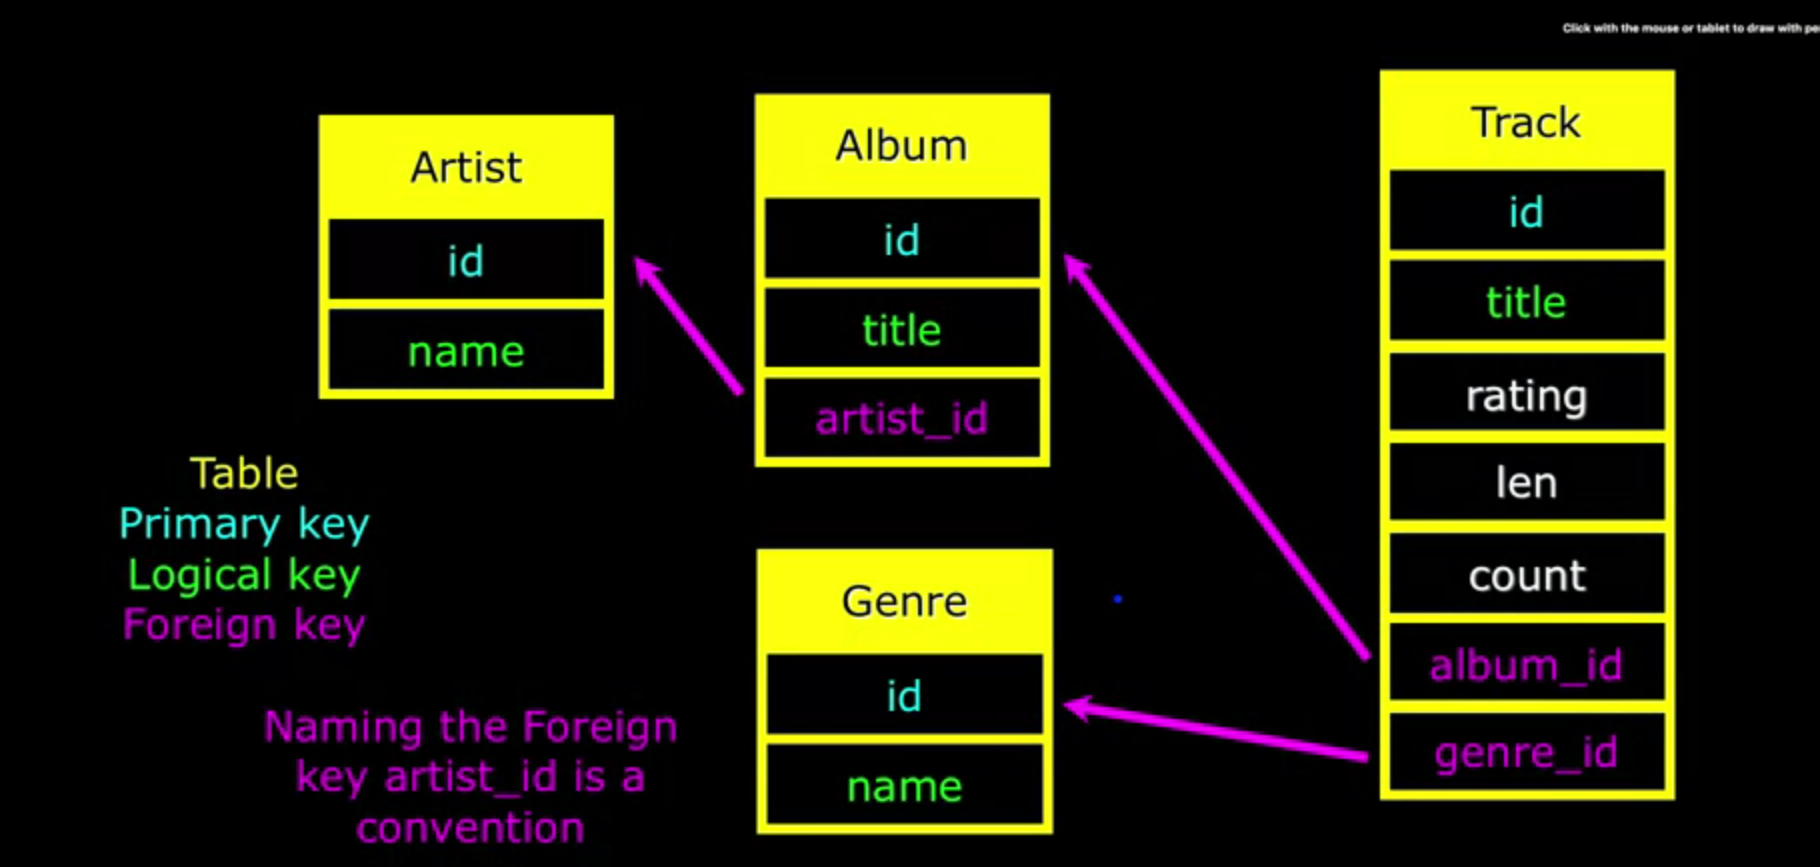 Click with the mouse or tablet to draw with
Artist
id
name
Album
id
title
artist_id
Track
id
title
rating
len
count
album_id
genre_id
Genre
id
name
Table
Primary key
Logical key
Foreign key
Naming the Foreign
key artist_id is a
convention